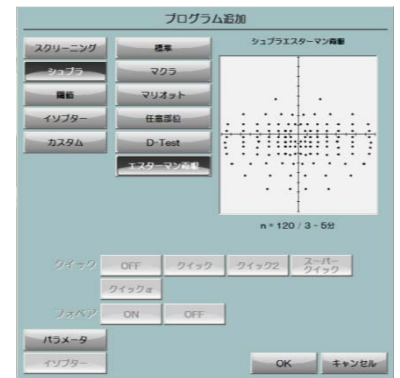 プログラム追加
スクリーニング
標準
シュプラエスターマン両眼
シュプラ
マクラ
閾値
マリオット
イソプター
任意部位
カスタム
D-Test
エスターマン両眼
n = 120 / 3 - 5分
クイック
OFF
クイック
クイック2
スーパー
クイック
クイックα
フォベア
ON
OFF
パラメータ
イソプター
OK
キャンセル